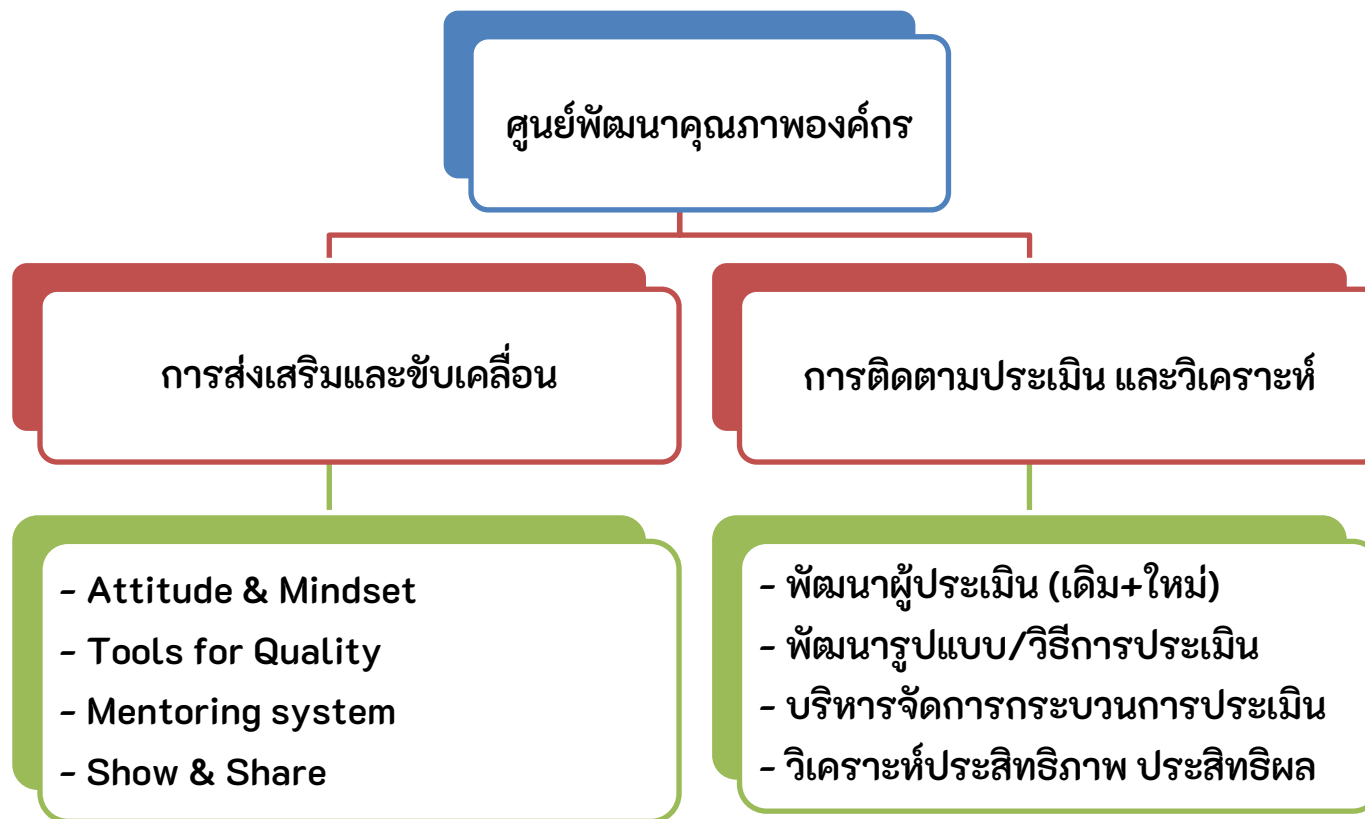 ศูนย์พัฒนาคุณภาพองค์กร
การส่งเสริมและขับเคลื่อน
การติดตามประเมิน และวิเคราะห์
- Attitude & Mindset
- Tools for Quality
- Mentoring system
- Show & Share
- พัฒนาผู้ประเมิน (เดิม+ใหม่)
- พัฒนารูปแบบ/วิธีการประเมิน
- บริหารจัดการกระบวนการประเมิน
- วิเคราะห์ประสิทธิภาพ ประสิทธิผล